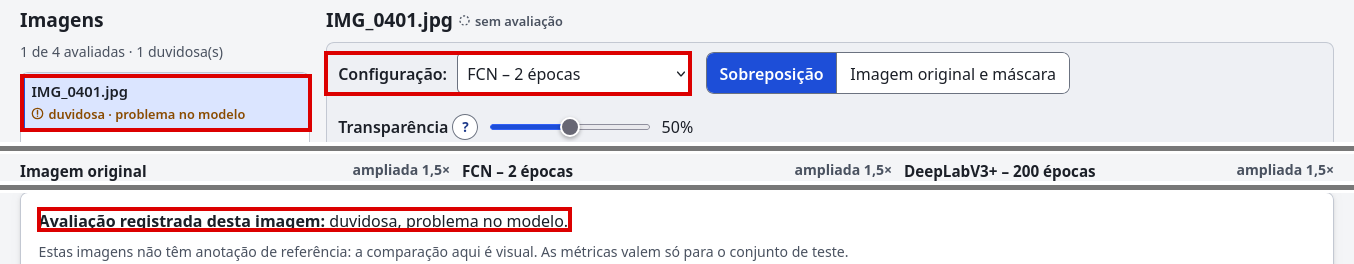 Imagens
1 de 4 avaliadas · 1 duvidosa(s)
IMG_0401.jpg
duvidosa · problema no modelo
IMG_0401.jpg sem avaliação
Configuração: FCN – 2 épocas Sobreposição Imagem original e máscara
Transparência ? 50%
Imagem original ampliada 1,5× FCN – 2 épocas ampliada 1,5× DeepLabV3+ – 200 épocas ampliada 1,5×
Avaliação registrada desta imagem: duvidosa, problema no modelo.
Estas imagens não têm anotação de referência: a comparação aqui é visual. As métricas valem só para o conjunto de teste.